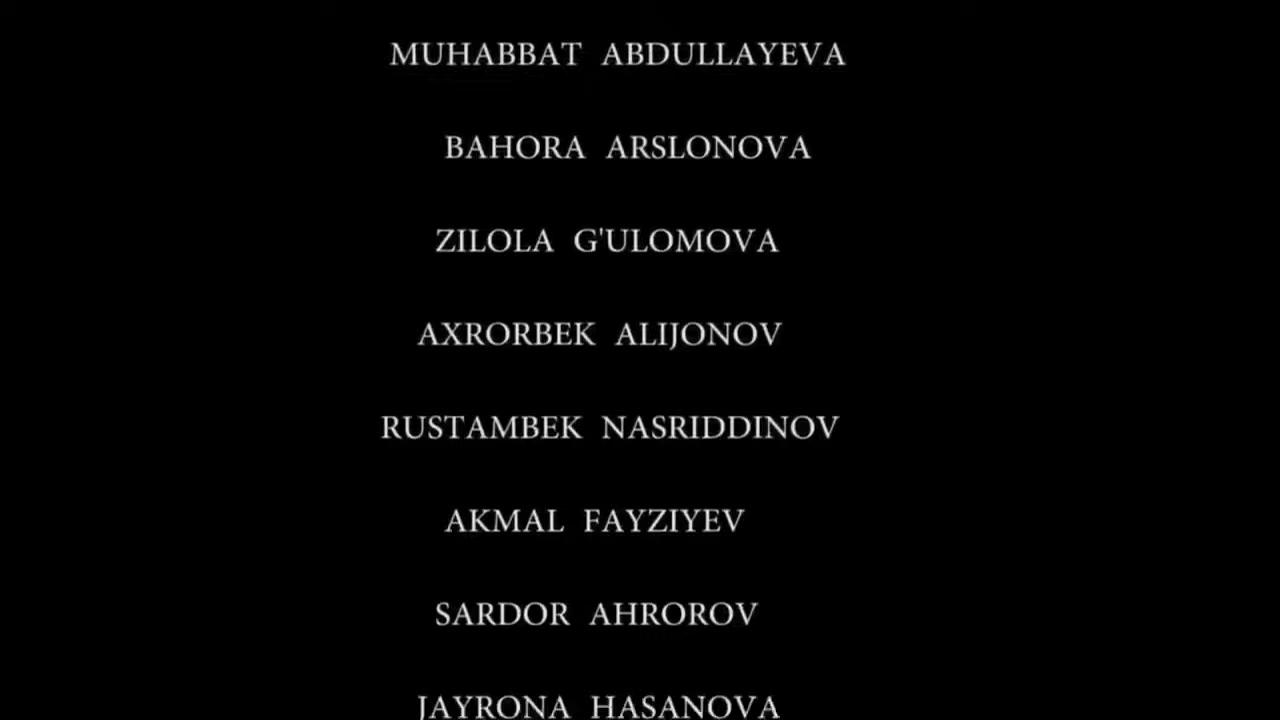 MUHABBAT ABDULLAYEVA
BAHORA ARSLONOVA
ZILOLA G'ULOMOVA
AXRORBEK ALIJONOV
RUSTAMBEK NASRIDDINOV
AKMAL FAYZIYEV
SARDOR AHROROV
JAYRONA HASANOVA